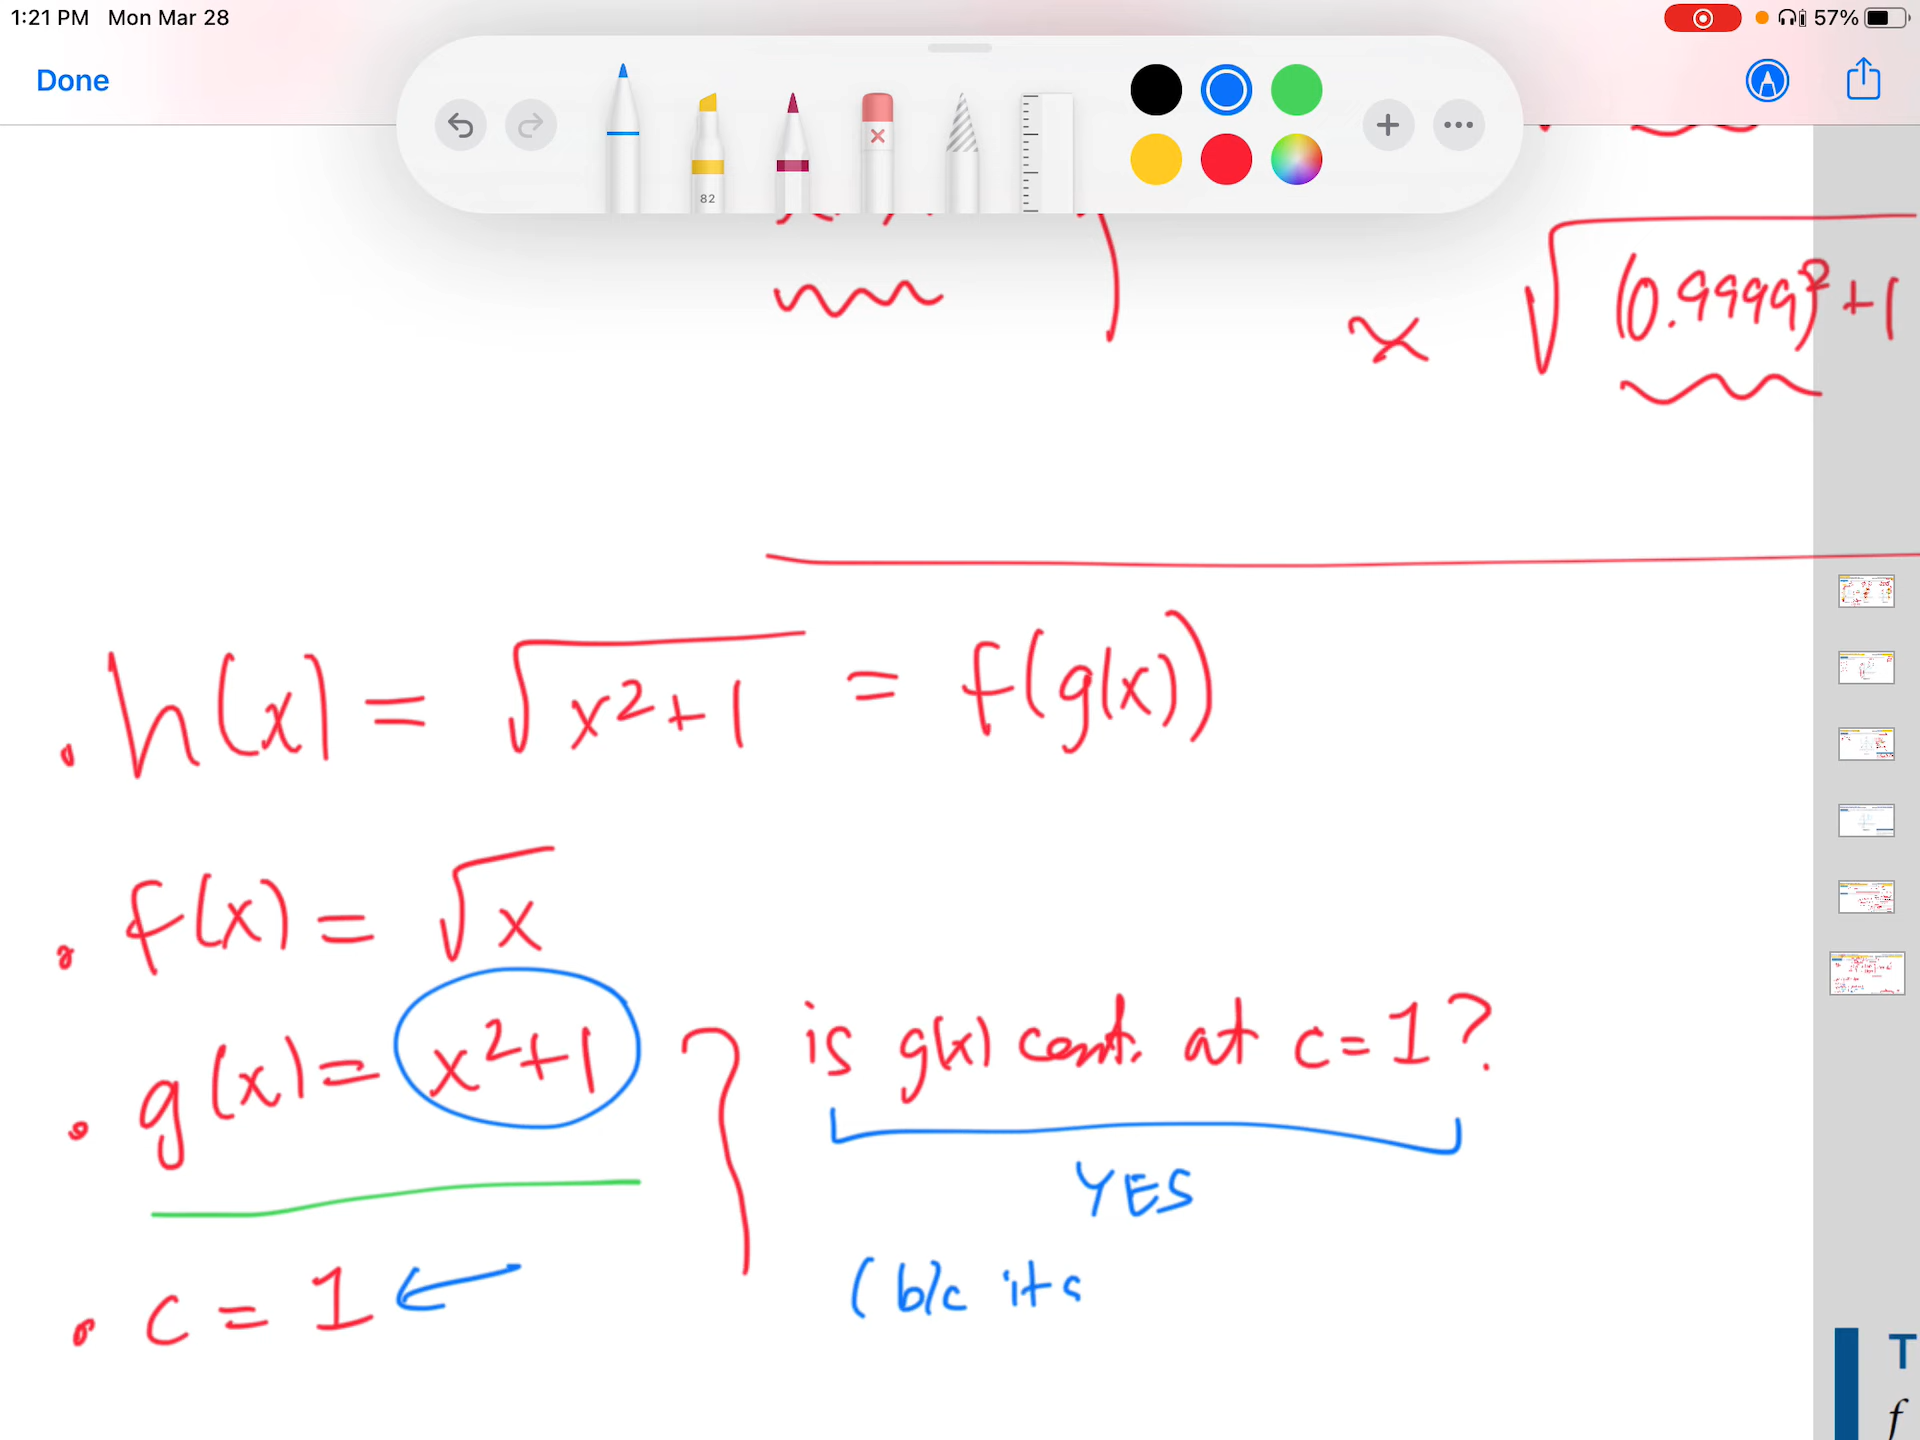 1:21 PM Mon Mar 28
57%
Done
82
× √(0.9999)²+1
h(x) = √x²+1 = f(g(x))
f(x) = √x
g(x) = x²+1
is g(x) cont. at c=1?
YES
c = 1
(b/c its
T
f